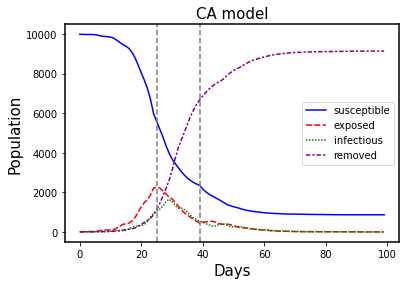 CA model
Population
10000
8000
6000
4000
2000
0
susceptible
exposed
infectious
removed
0 20 40 60 80 100
Days